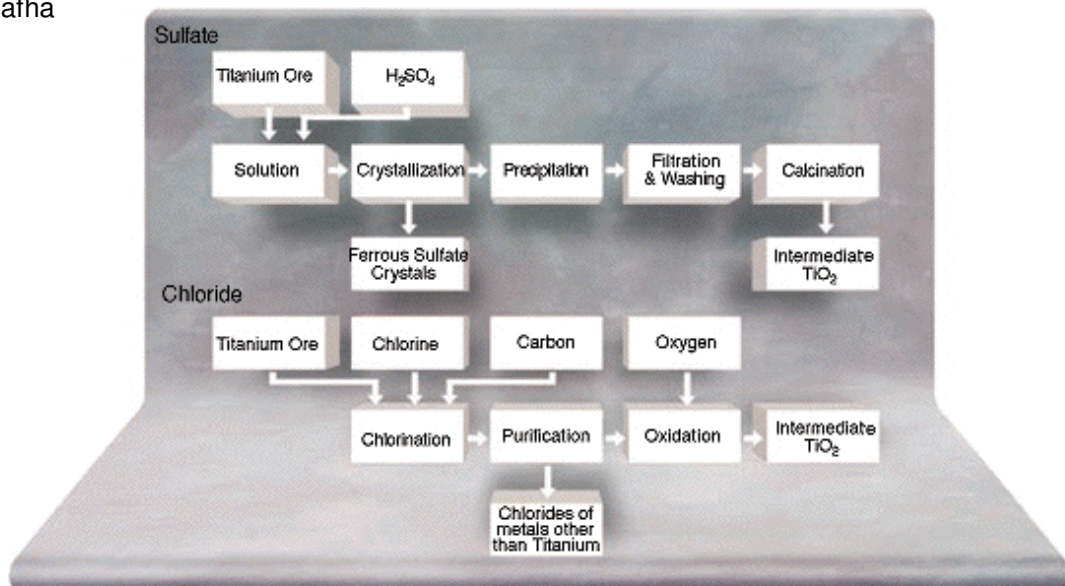 afha
Sulfate
Titanium Ore
H₂SO₄
Solution
Crystallization
Precipitation
Filtration
& Washing
Calcination
Ferrous Sulfate
Crystals
Intermediate
TiO₂
Chloride
Titanium Ore
Chlorine
Carbon
Oxygen
Chlorination
Purification
Oxidation
Intermediate
TiO₂
Chlorides of
metals other
than Titanium